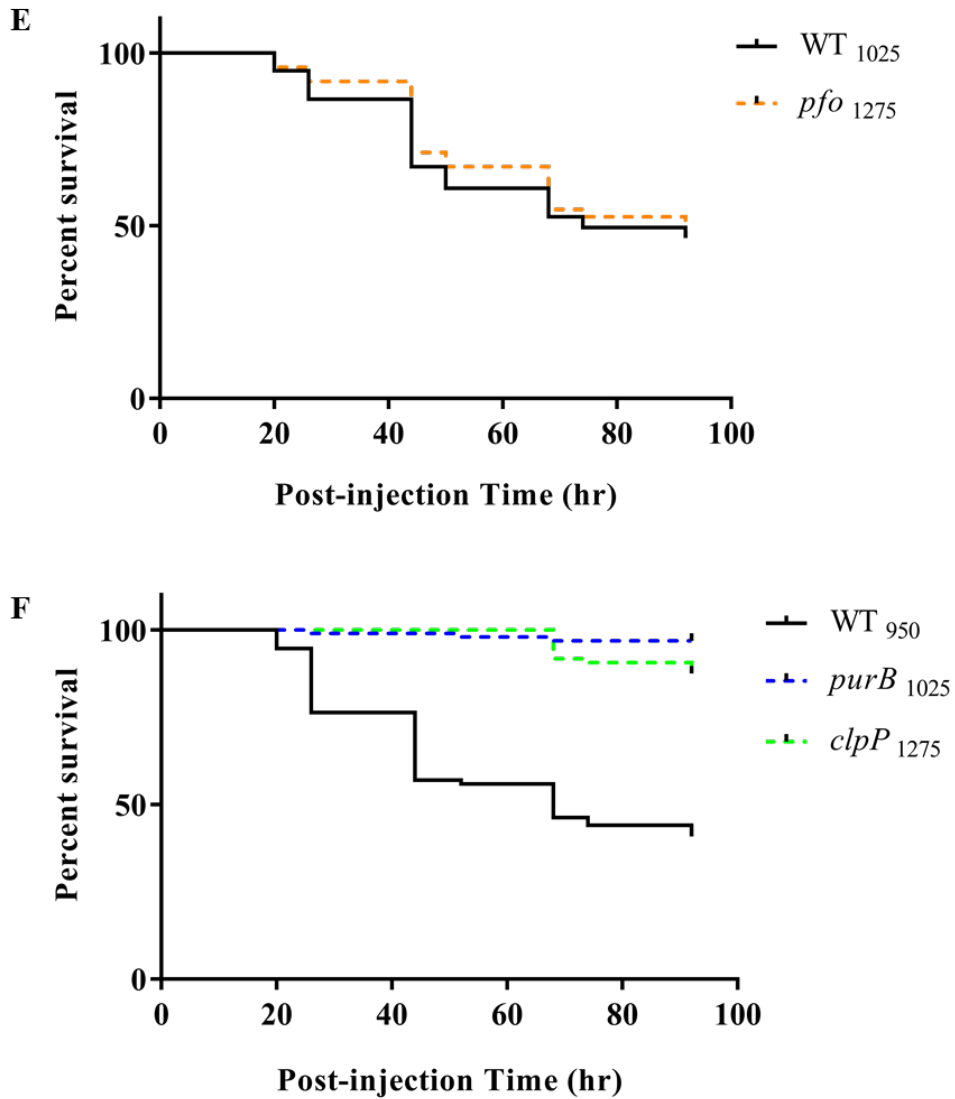 E
WT 1025
pfo 1275
Percent survival
100
50
0
0 20 40 60 80 100
Post-injection Time (hr)
F
WT 950
purB 1025
clpP 1275
Percent survival
100
50
0
0 20 40 60 80 100
Post-injection Time (hr)